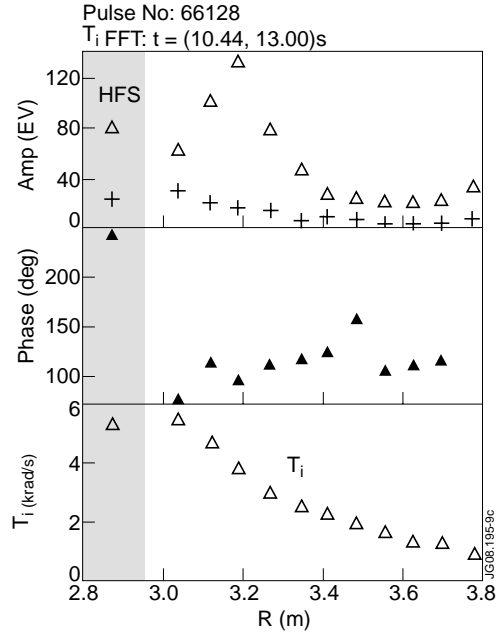 Pulse No: 66128
Ti FFT: t = (10.44, 13.00)s
120
80
40
0
Amp (EV)
HFS
200
150
100
Phase (deg)
6
4
2
0
Ti (krad/s)
Ti
2.8 3.0 3.2 3.4 3.6 3.8
R (m)
JG08.195-9c